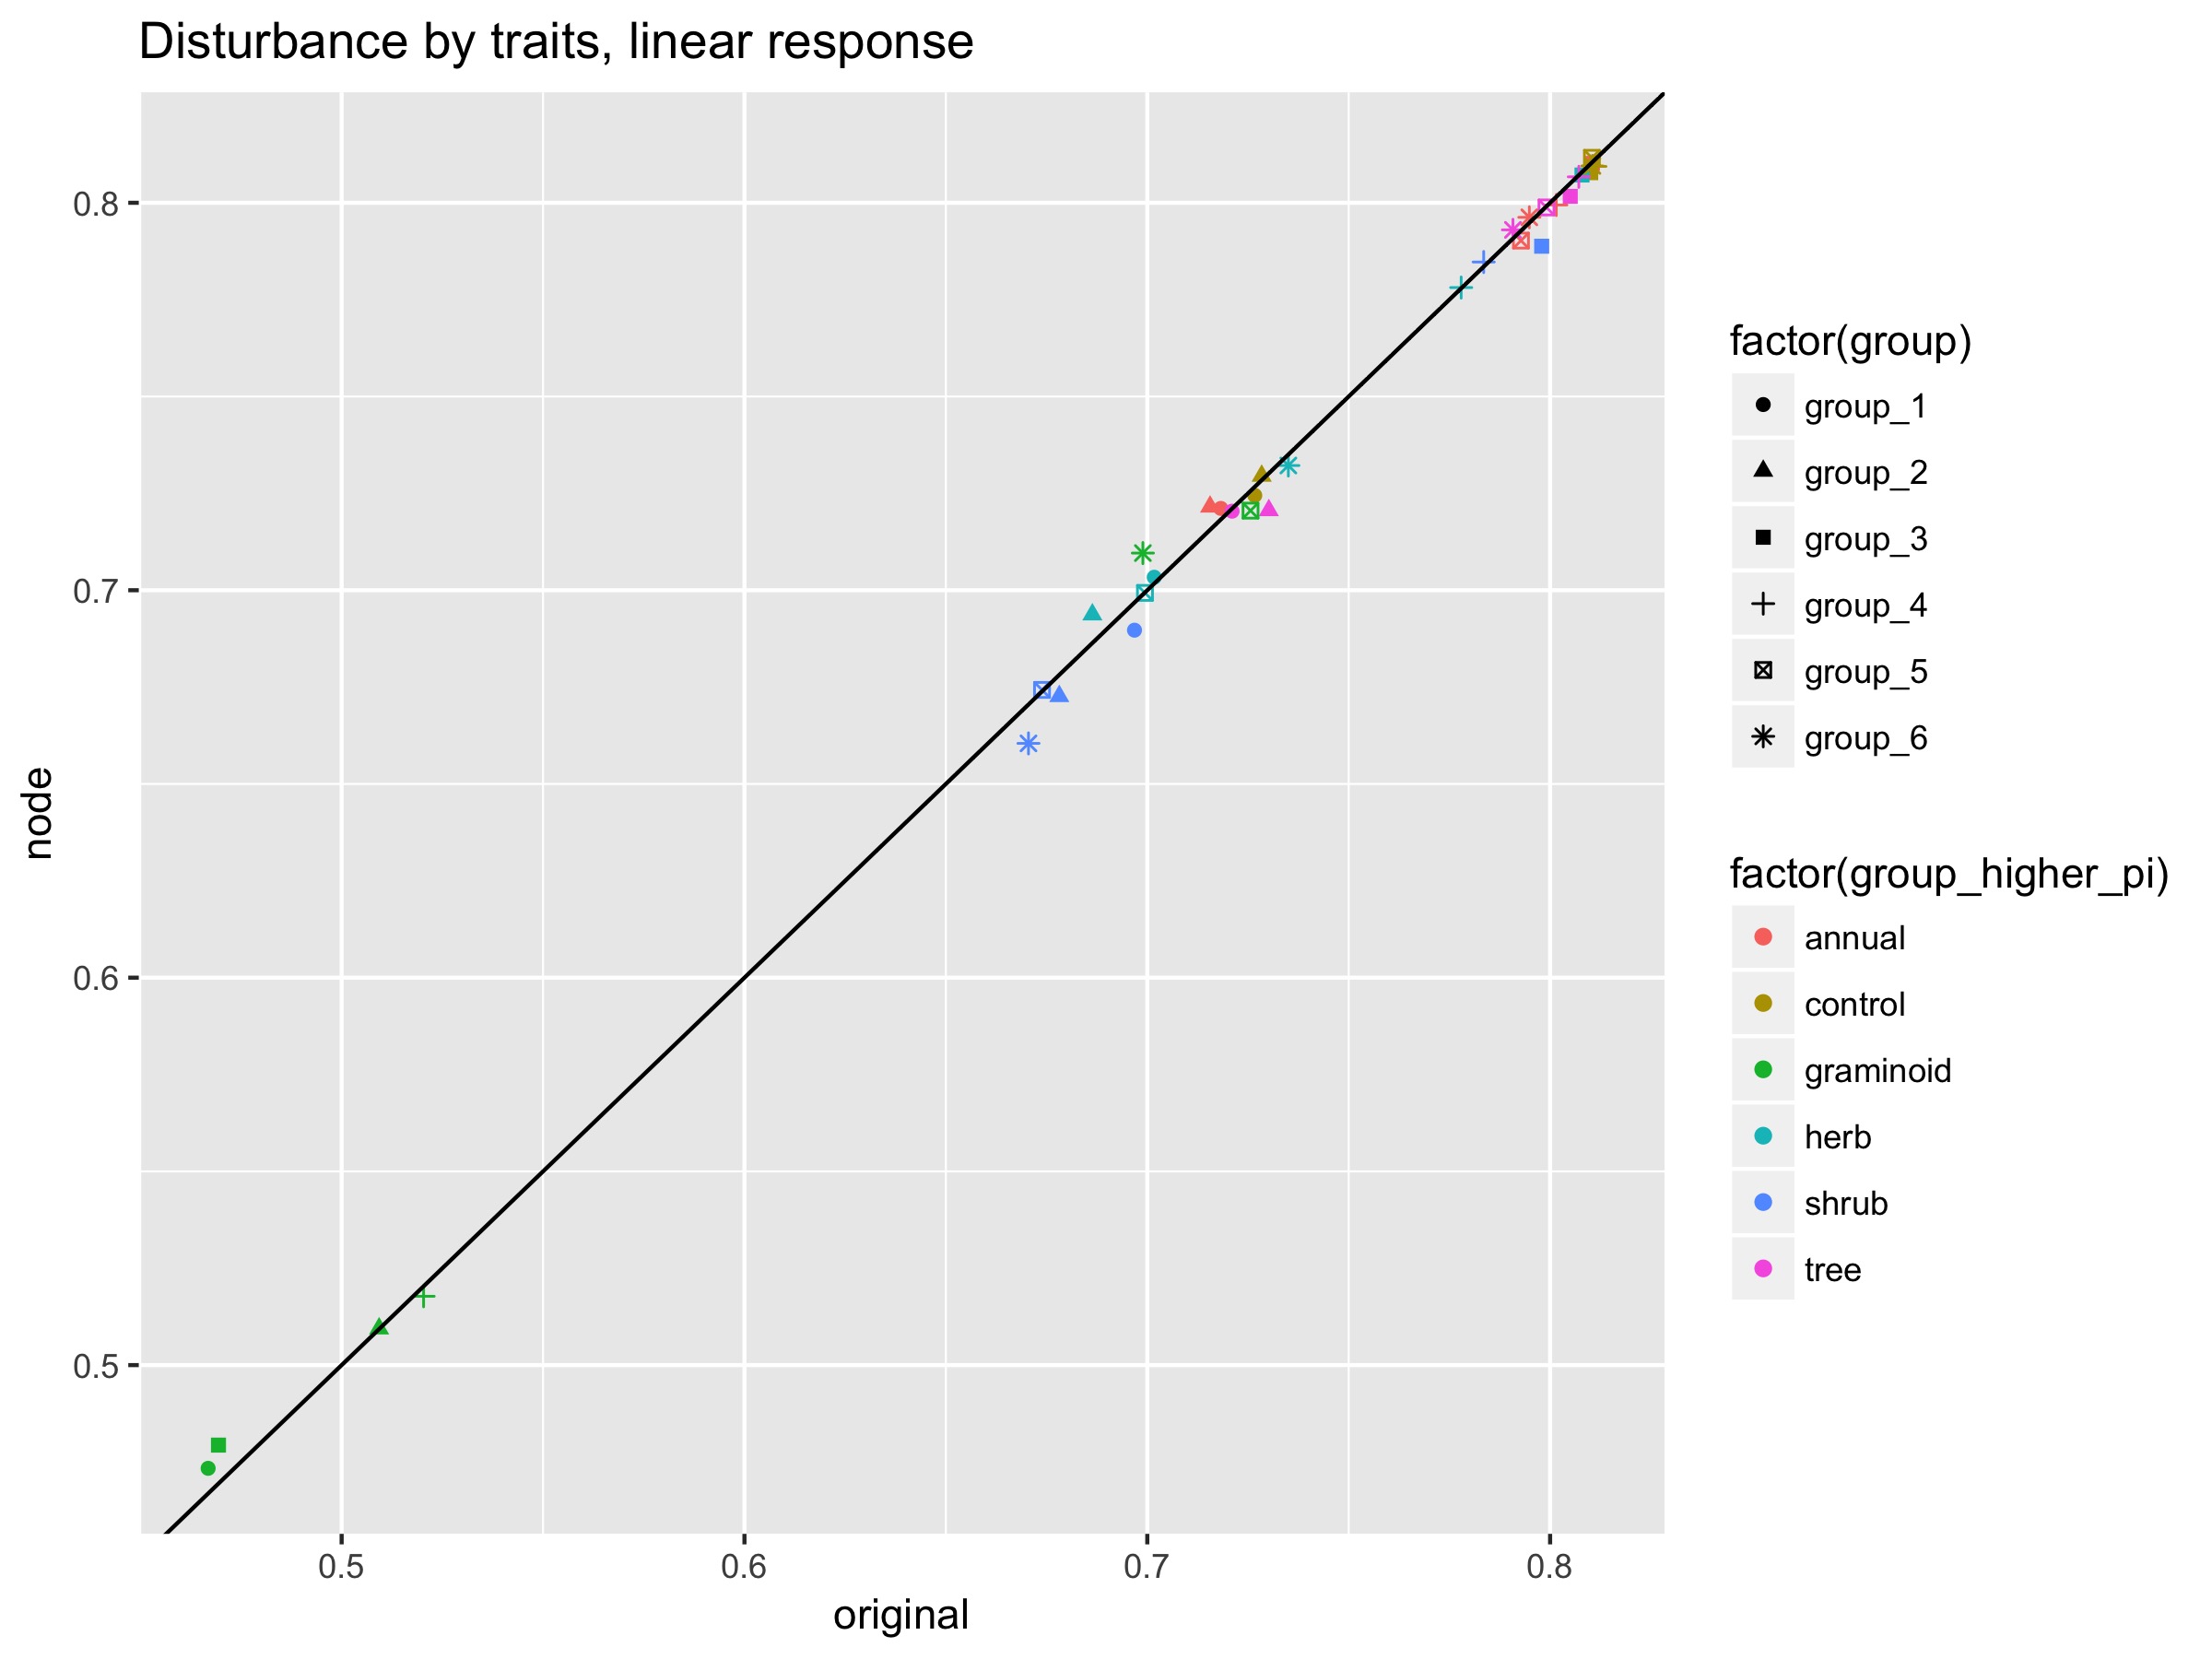 Disturbance by traits, linear response
0.8
0.7
0.6
0.5
node
0.5 0.6 0.7 0.8
original
factor(group)
group_1
group_2
group_3
group_4
group_5
group_6
factor(group_higher_pi)
annual
control
graminoid
herb
shrub
tree